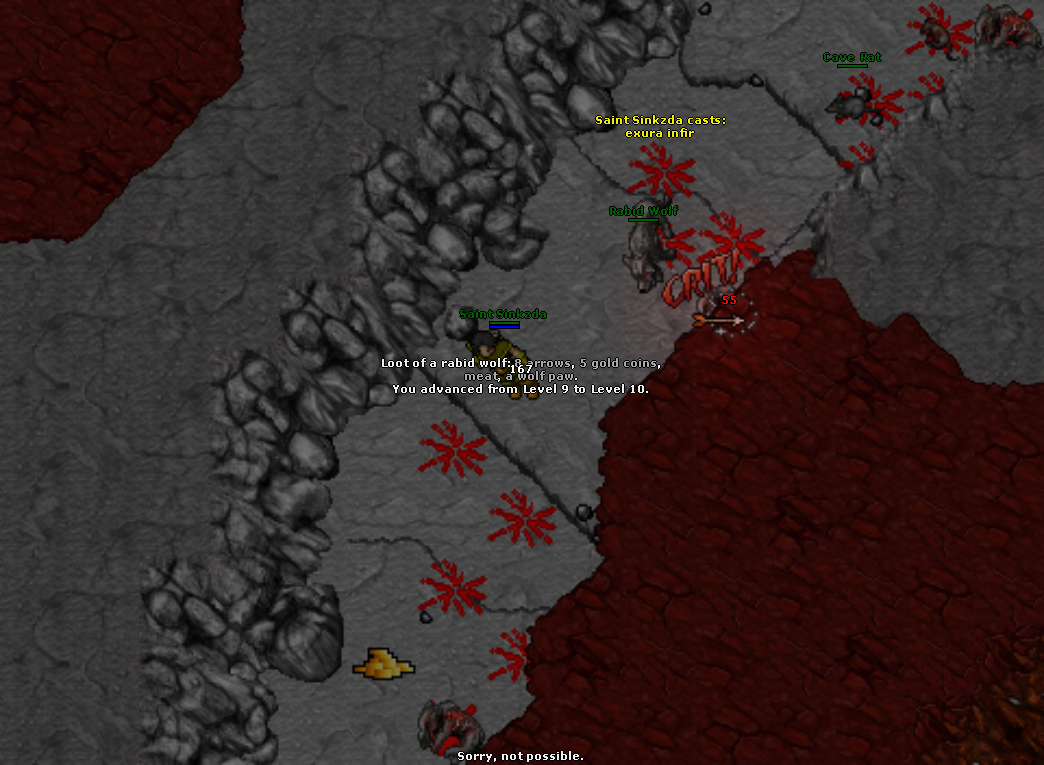 Cave Rat
Saint Sinkzda casts:
exura infir
Rabid Wolf
CRIT!
55
Saint Sinkzda
Loot of a rabid wolf: 8 arrows, 5 gold coins,
167
meat, a wolf paw.
You advanced from Level 9 to Level 10.
Sorry, not possible.